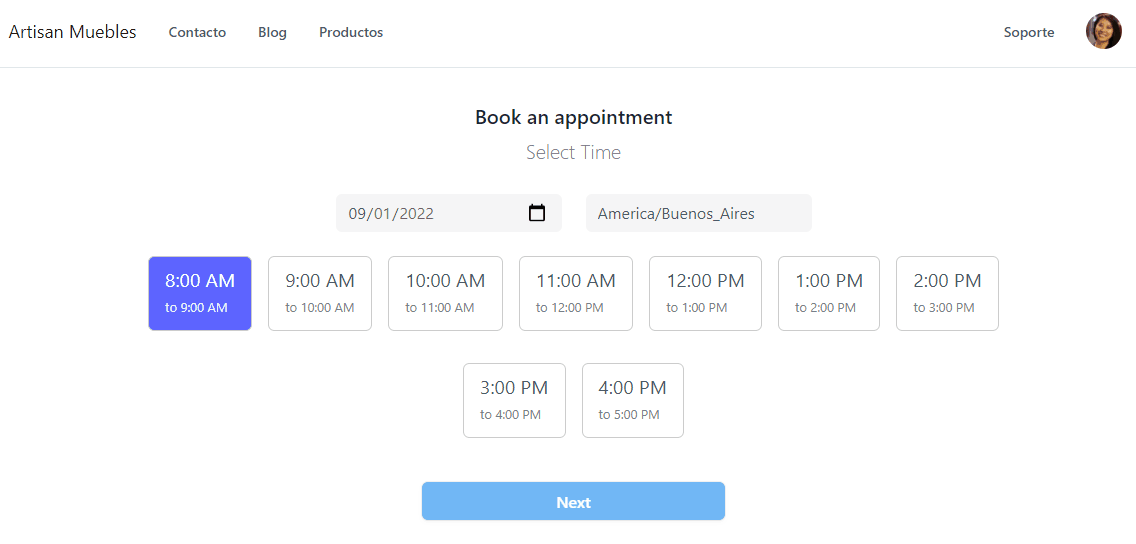 Artisan Muebles Contacto Blog Productos Soporte
Book an appointment
Select Time
09/01/2022 America/Buenos_Aires
8:00 AM 9:00 AM 10:00 AM 11:00 AM 12:00 PM 1:00 PM 2:00 PM
to 9:00 AM to 10:00 AM to 11:00 AM to 12:00 PM to 1:00 PM to 2:00 PM to 3:00 PM
3:00 PM 4:00 PM
to 4:00 PM to 5:00 PM
Next